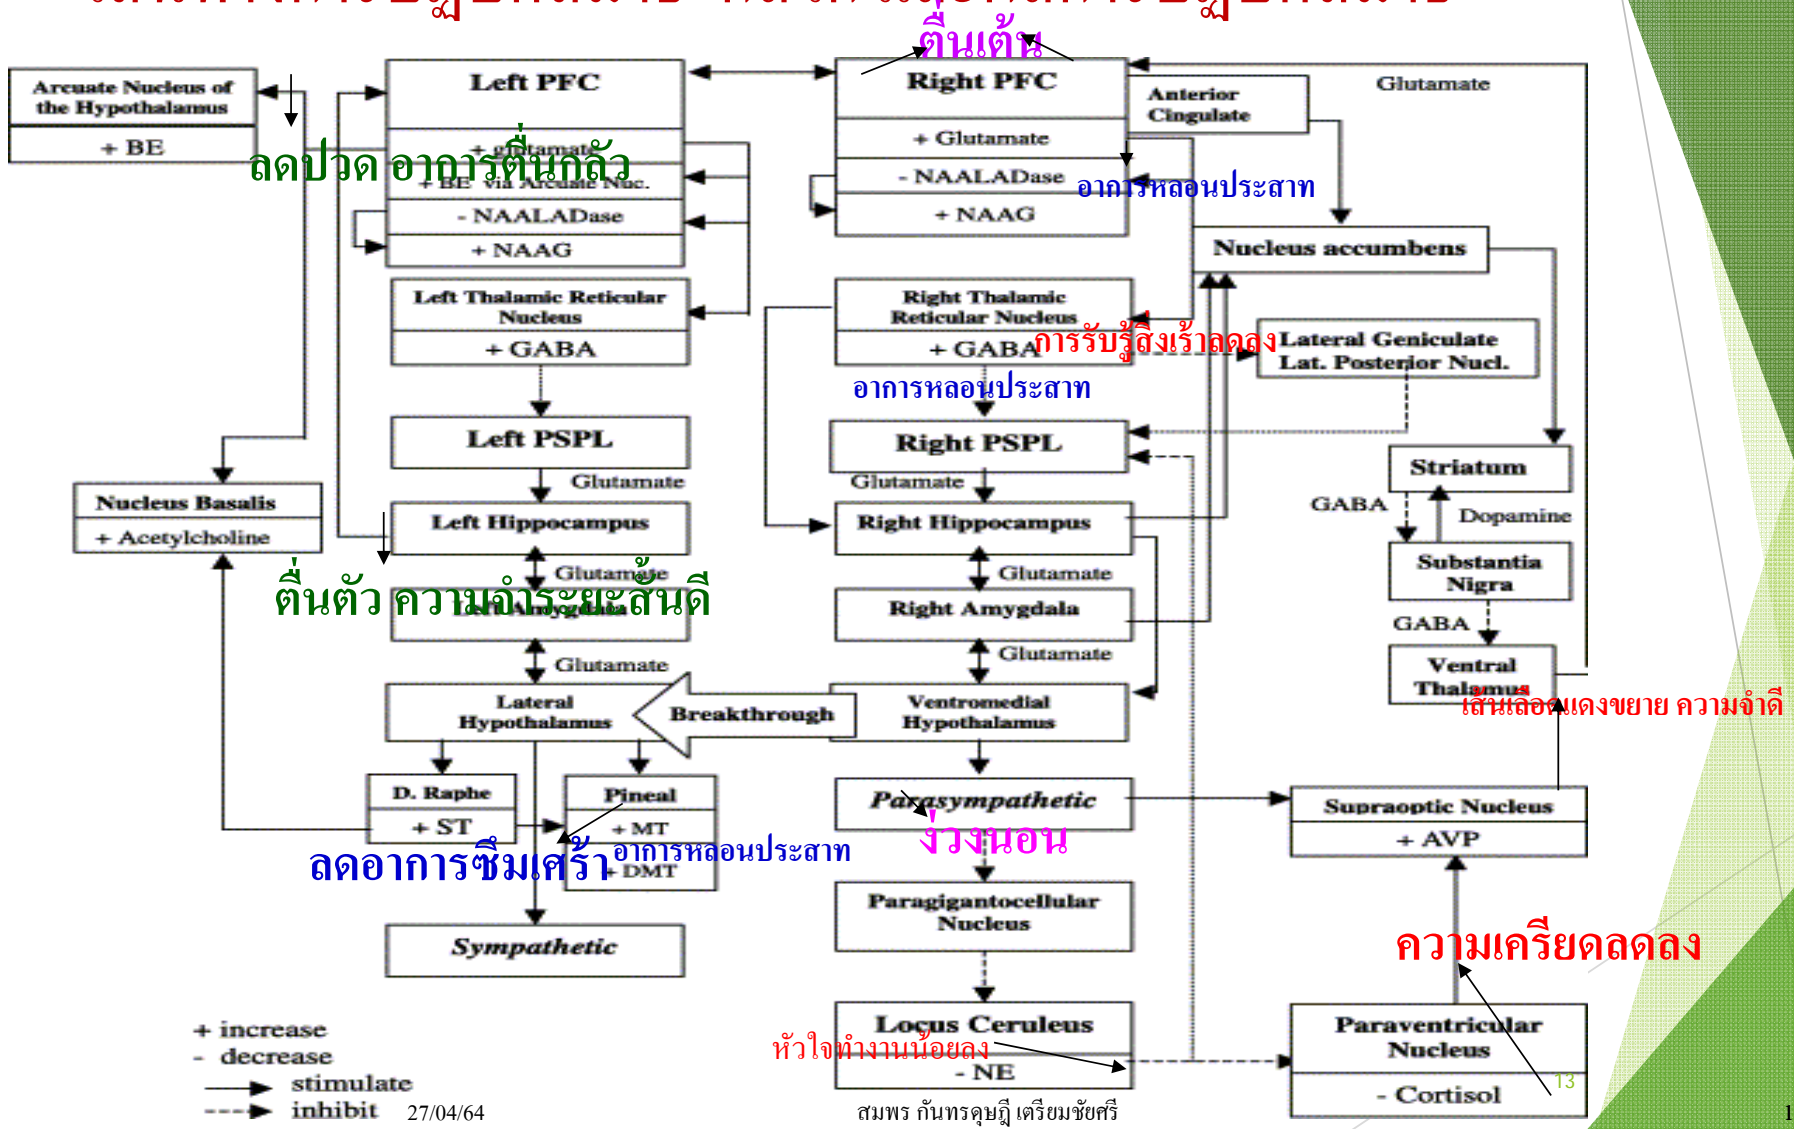 ตื่นเต้น
Arcuate Nucleus of
the Hypothalamus
+ BE
Left PFC
+ glutamate
+ BE via Arcuate Nuc.
- NAALADase
+ NAAG
ลดปวด อาการตื่นกลัว
Right PFC
+ Glutamate
- NAALADase
+ NAAG
อาการหลอนประสาท
Anterior
Cingulate
Glutamate
Nucleus accumbens
Left Thalamic Reticular
Nucleus
+ GABA
Right Thalamic
Reticular Nucleus
+ GABA
การรับรู้สิ่งเร้าลดลง
Lateral Geniculate
Lat. Posterior Nucl.
อาการหลอนประสาท
Left PSPL
Glutamate
Right PSPL
Glutamate
Striatum
GABA
Dopamine
Nucleus Basalis
+ Acetylcholine
Left Hippocampus
Glutamate
Right Hippocampus
Glutamate
Substantia
Nigra
GABA
ตื่นตัว ความจำระยะสั้นดี
Left Amygdala
Glutamate
Right Amygdala
Glutamate
Ventral
Thalamus
เส้นเลือดแดงขยาย ความจำดี
Lateral
Hypothalamus
Breakthrough
Ventromedial
Hypothalamus
D. Raphe
+ ST
Pineal
+ MT
+ DMT
ลดอาการซึมเศร้า
อาการหลอนประสาท
Parasympathetic
ง่วงนอน
Supraoptic Nucleus
+ AVP
Sympathetic
Paragigantocellular
Nucleus
ความเครียดลดลง
Locus Ceruleus
- NE
หัวใจทำงานน้อยลง
Paraventricular
Nucleus
- Cortisol
13
+ increase
- decrease
stimulate
inhibit
27/04/64
สมพร กันทรดุษฎี เตรียมชัยศรี
1